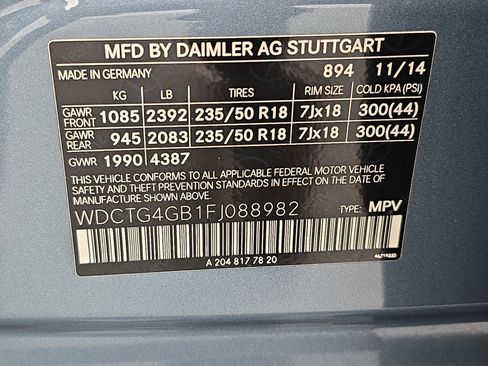 MFD BY DAIMLER AG STUTTGART
MADE IN GERMANY 894 11/14
KG LB TIRES RIM SIZE COLD KPA (PSI)
GAWR FRONT 1085 2392 235/50 R18 7Jx18 300(44)
GAWR REAR 945 2083 235/50 R18 7Jx18 300(44)
GVWR 1990 4387
THIS VEHICLE CONFORMS TO ALL APPLICABLE FEDERAL MOTOR VEHICLE
SAFETY, BUMPER, AND THEFT PREVENTION STANDARDS IN EFFECT
ON THE DATE OF MANUFACTURE SHOWN ABOVE.
WDCTG4GB1FJ088982 TYPE: MPV
A 204 817 78 20